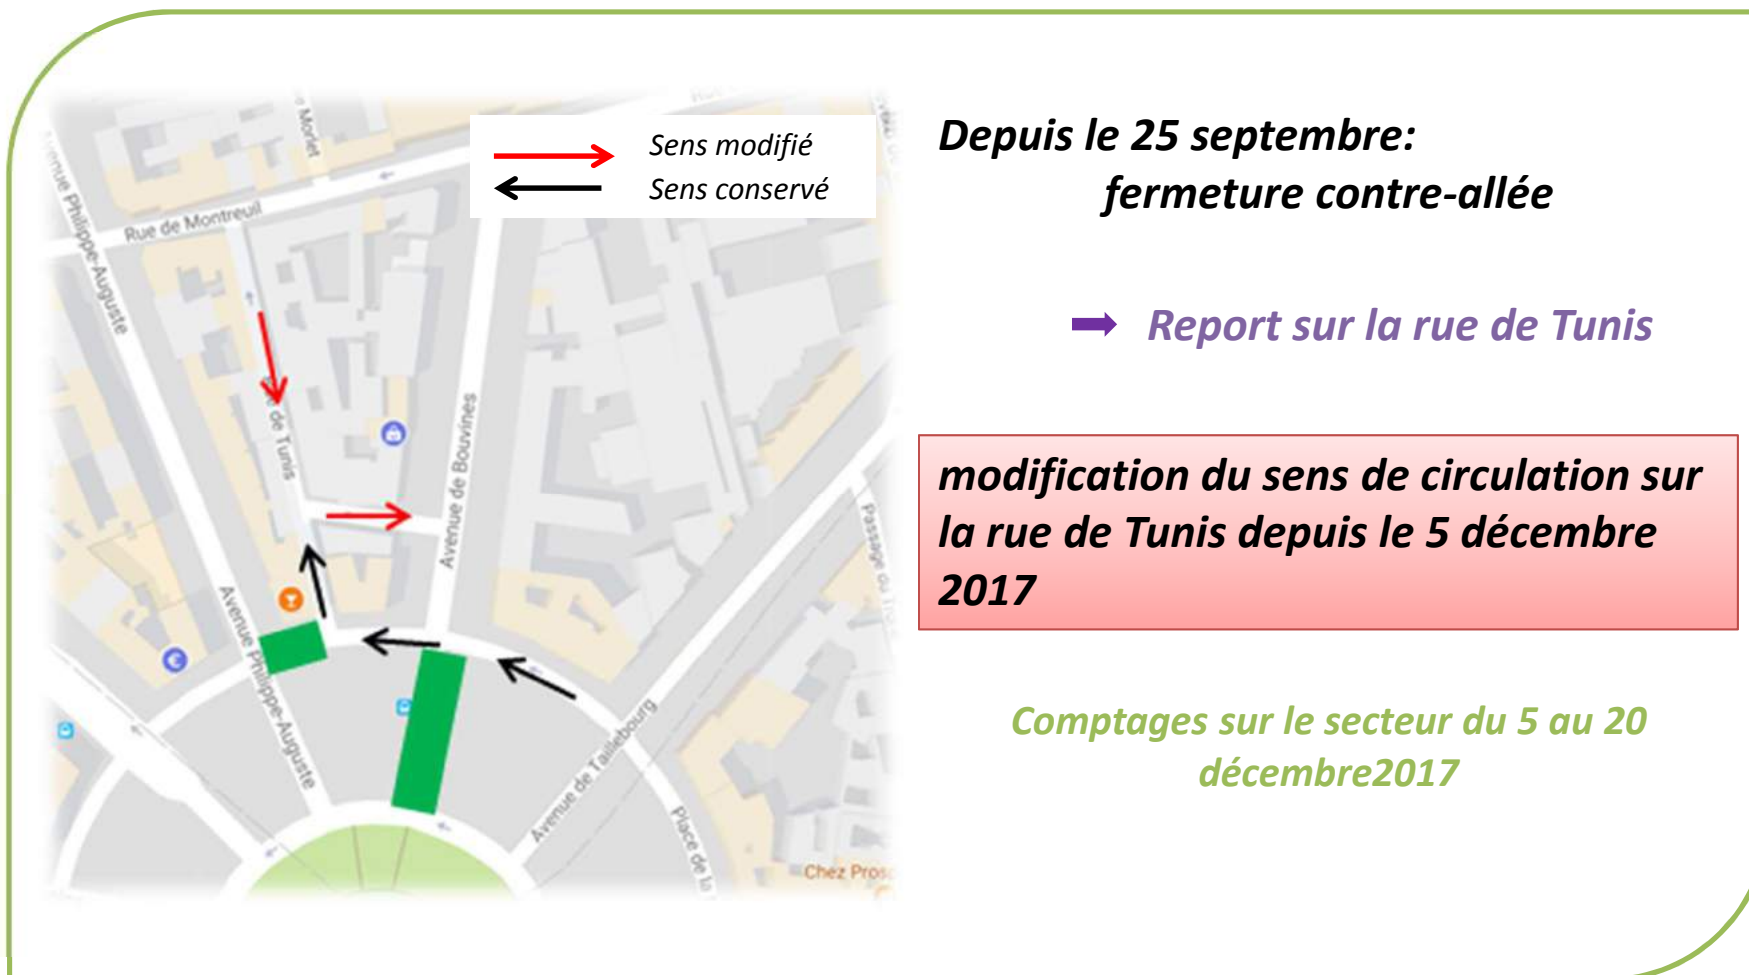 Sens modifié
Sens conservé
Depuis le 25 septembre:
fermeture contre-allée
Report sur la rue de Tunis
modification du sens de circulation sur
la rue de Tunis depuis le 5 décembre
2017
Comptages sur le secteur du 5 au 20
décembre2017
Morlet
Rue de Montreuil
Avenue Philippe-Auguste
de Tunis
Avenue de Bouvines
Passage
Avenue Philippe-Auguste
Avenue de Taillebourg
Place de la
Chez Pros